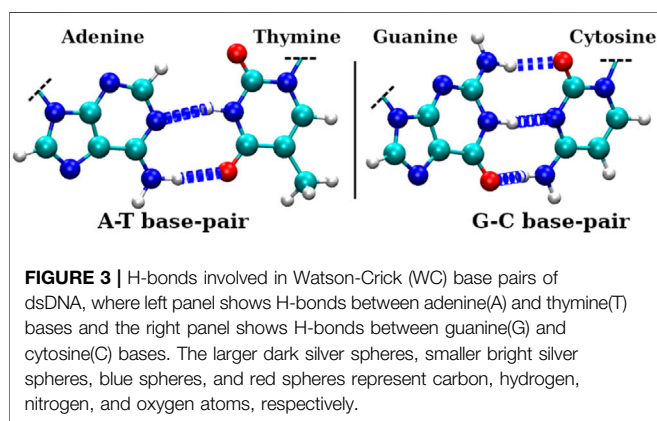 Adenine Thymine Guanine Cytosine
A-T base-pair G-C base-pair
FIGURE 3 | H-bonds involved in Watson-Crick (WC) base pairs of
dsDNA, where left panel shows H-bonds between adenine(A) and thymine(T)
bases and the right panel shows H-bonds between guanine(G) and
cytosine(C) bases. The larger dark silver spheres, smaller bright silver
spheres, blue spheres, and red spheres represent carbon, hydrogen,
nitrogen, and oxygen atoms, respectively.